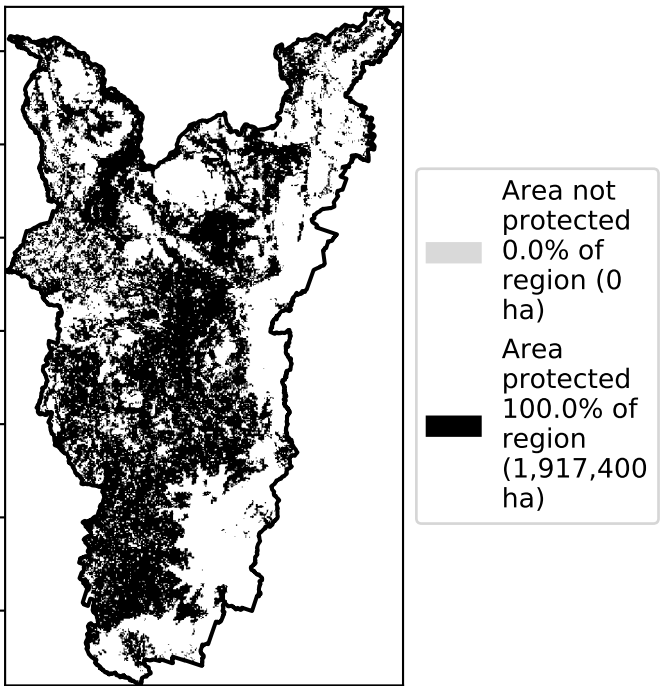 Area not
protected
0.0% of
region (0
ha)
Area
protected
100.0% of
region
(1,917,400
ha)